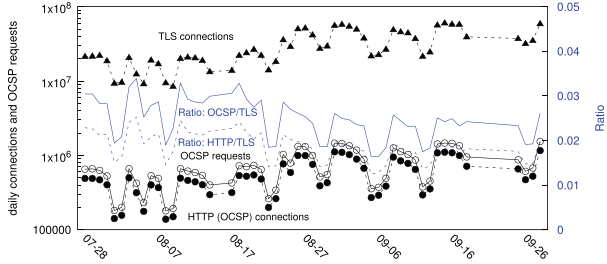 1x10^8
0.05
TLS connections
0.04
daily connections and OCSP requests
1x10^7
0.03
Ratio
Ratio: OCSP/TLS
Ratio: HTTP/TLS
0.02
1x10^6
OCSP requests
0.01
HTTP (OCSP) connections
100000
0
07-28
08-07
08-17
08-27
09-06
09-16
09-26